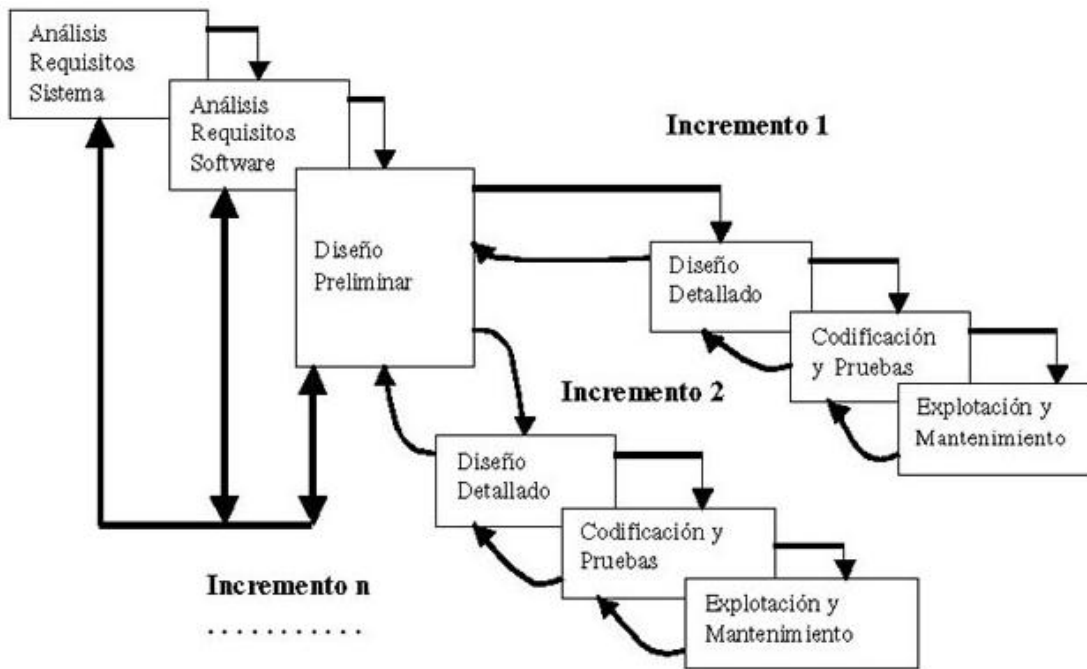 Análisis
Requisitos
Sistema
Análisis
Requisitos
Software
Diseño
Preliminar
Incremento 1
Diseño
Detallado
Codificación
y Pruebas
Explotación y
Mantenimiento
Incremento 2
Diseño
Detallado
Codificación y
Pruebas
Explotación y
Mantenimiento
Incremento n
. . . . . . . . . . .